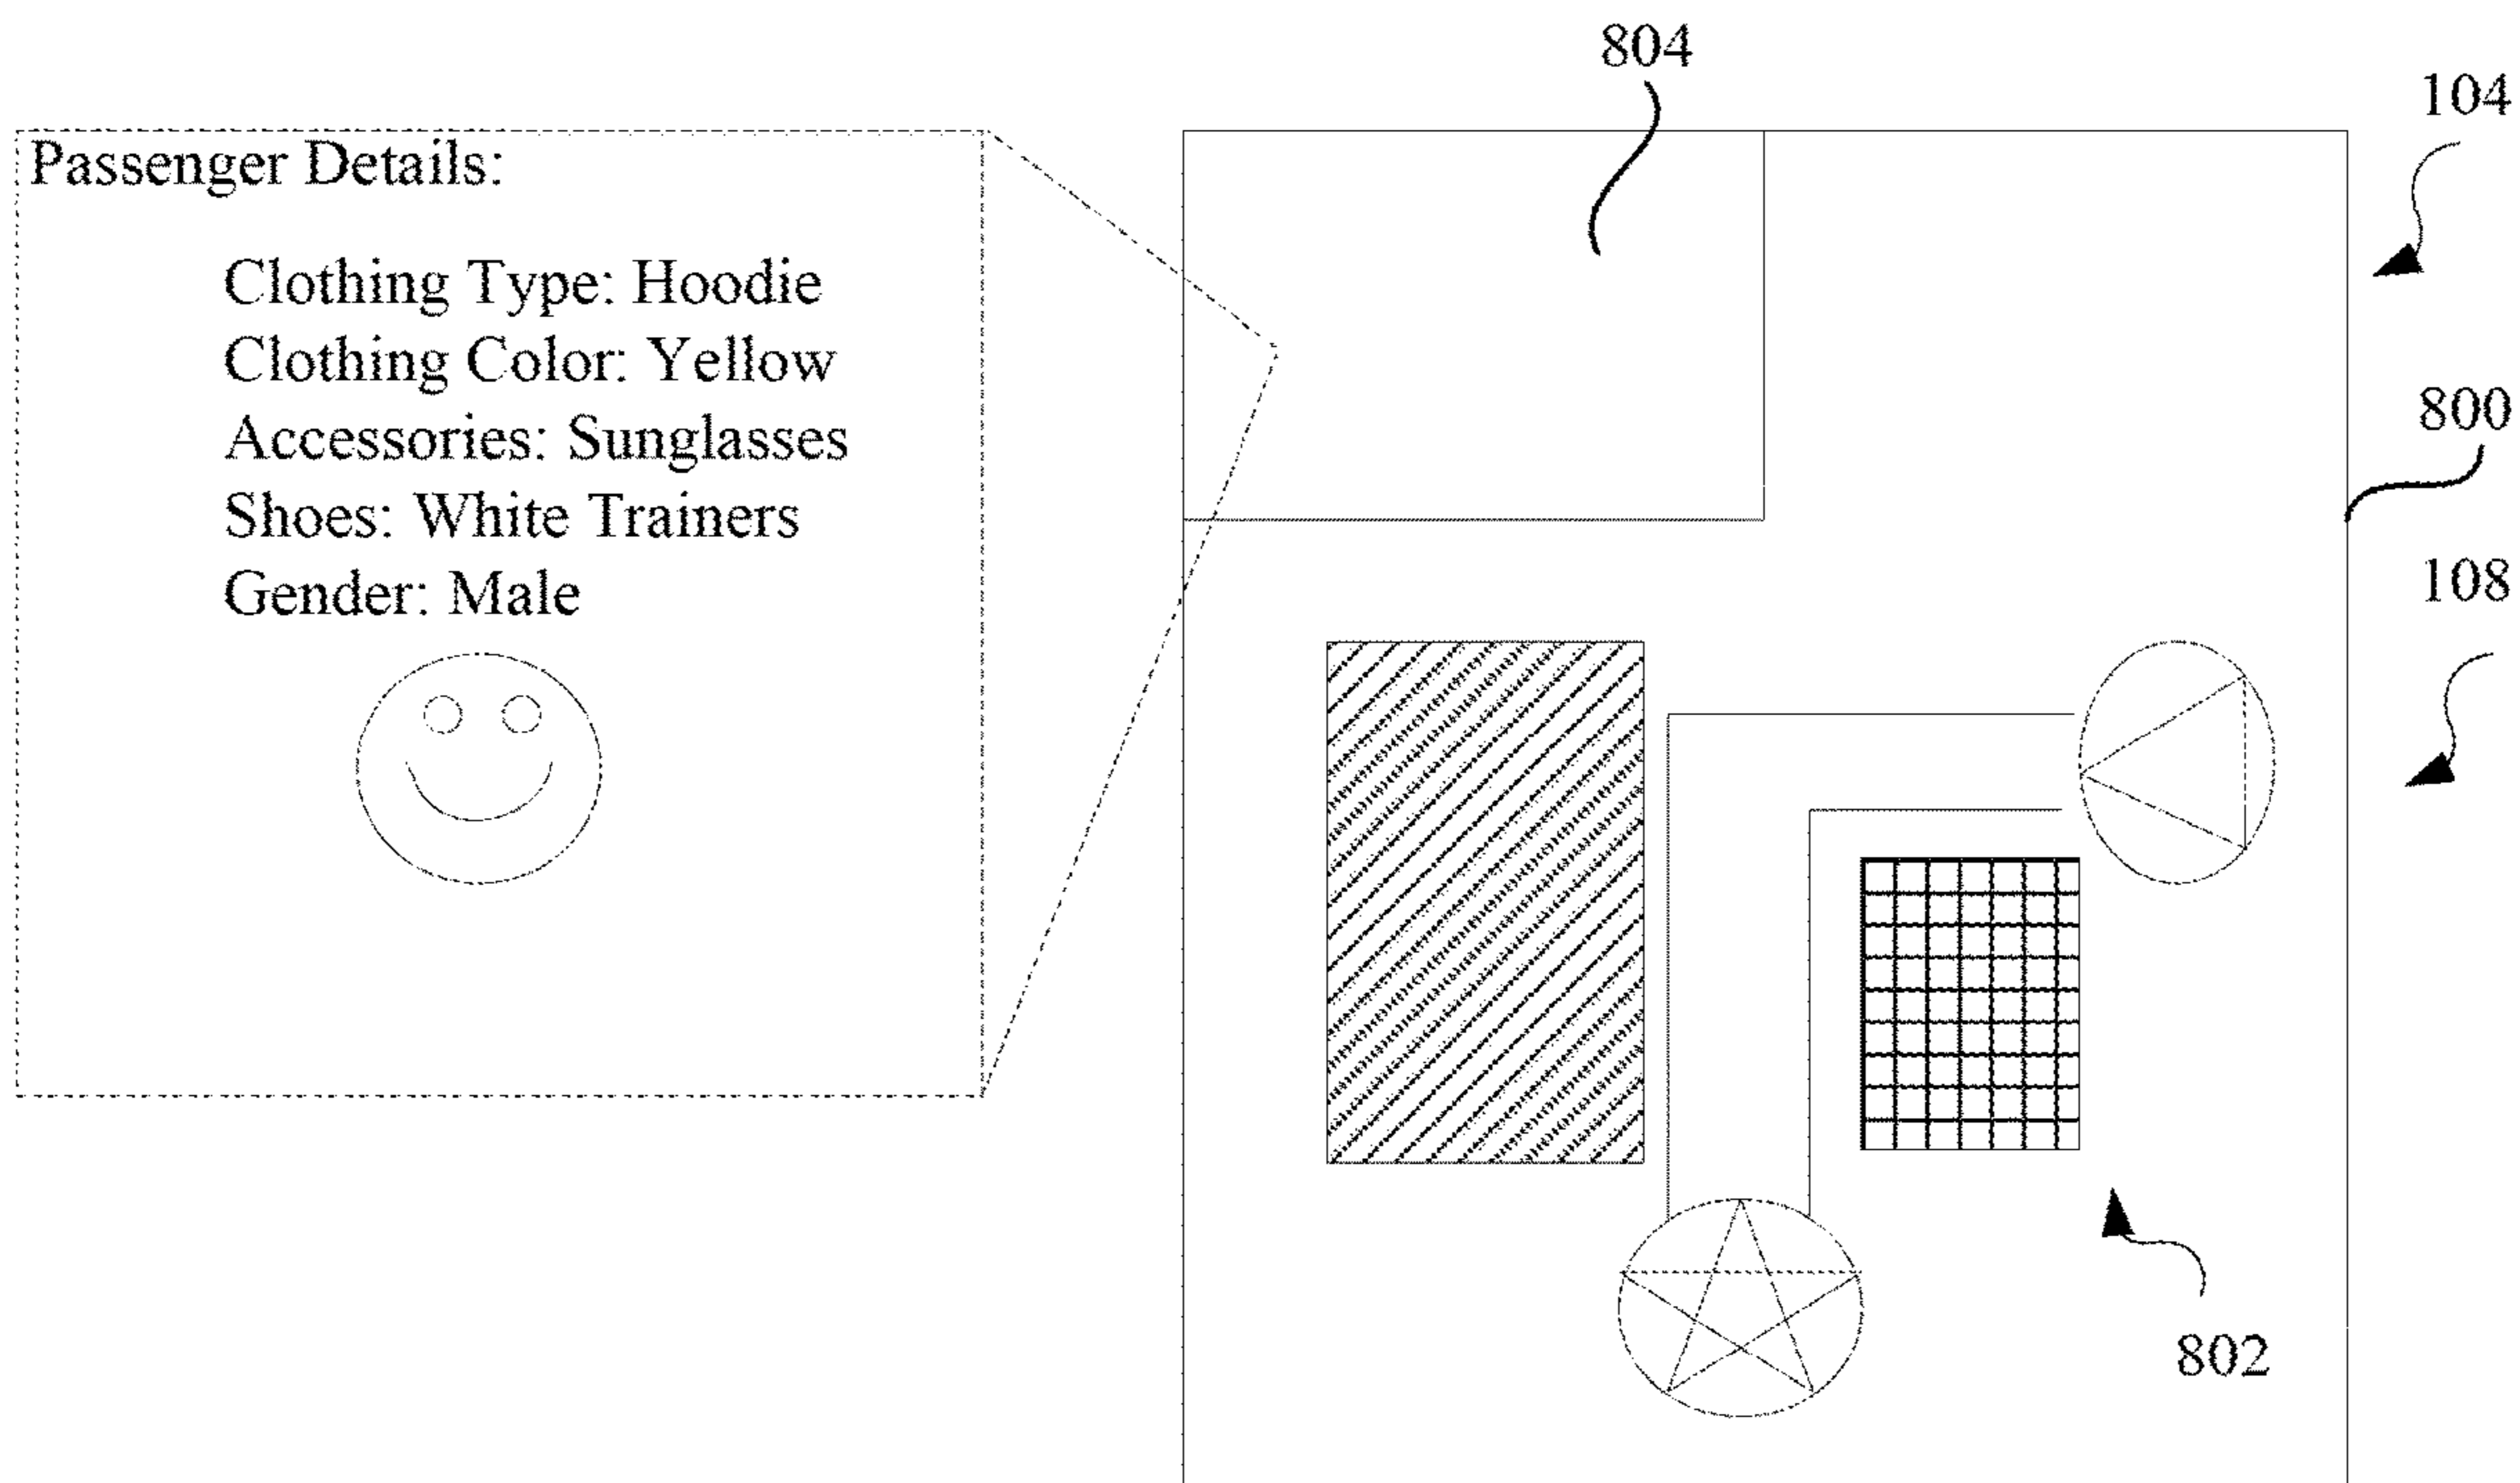 804
104
Passenger Details:
Clothing Type: Hoodie
Clothing Color: Yellow
Accessories: Sunglasses
Shoes: White Trainers
Gender: Male
800
108
802